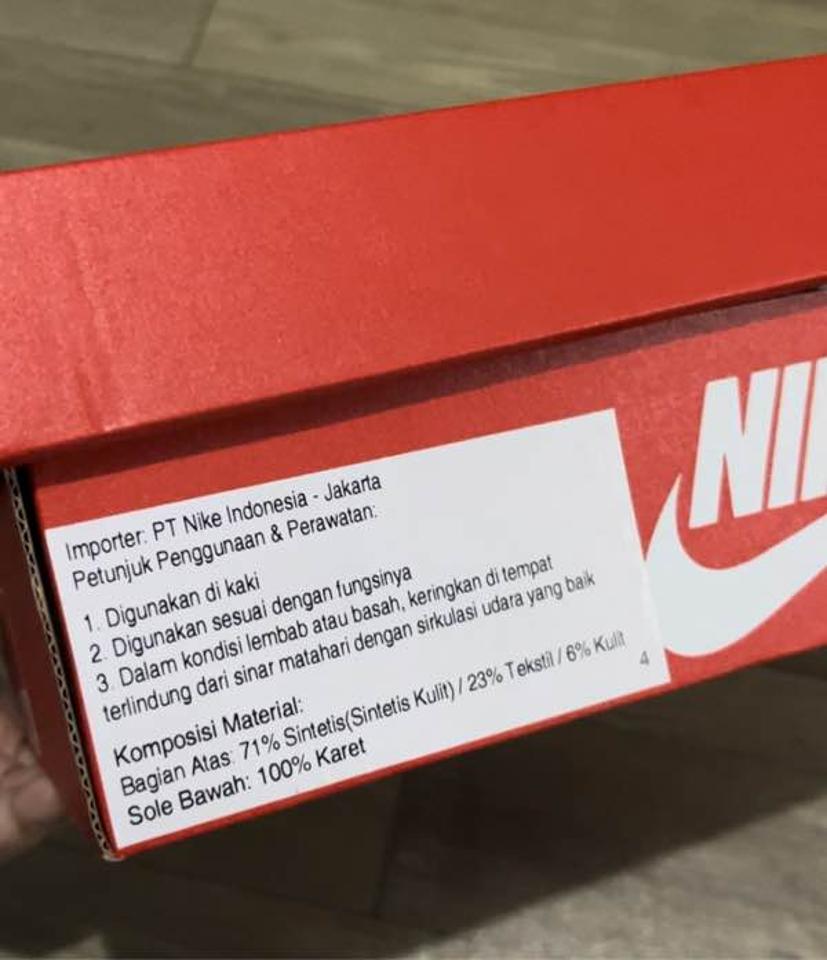 Importer: PT Nike Indonesia - Jakarta
Petunjuk Penggunaan & Perawatan:
1. Digunakan di kaki
2. Digunakan sesuai dengan fungsinya
3. Dalam kondisi lembab atau basah, keringkan di tempat
terlindung dari sinar matahari dengan sirkulasi udara yang baik
Komposisi Material:
Bagian Atas: 71% Sintetis(Sintetis Kulit) / 23% Tekstil / 6% Kulit
Sole Bawah: 100% Karet
4